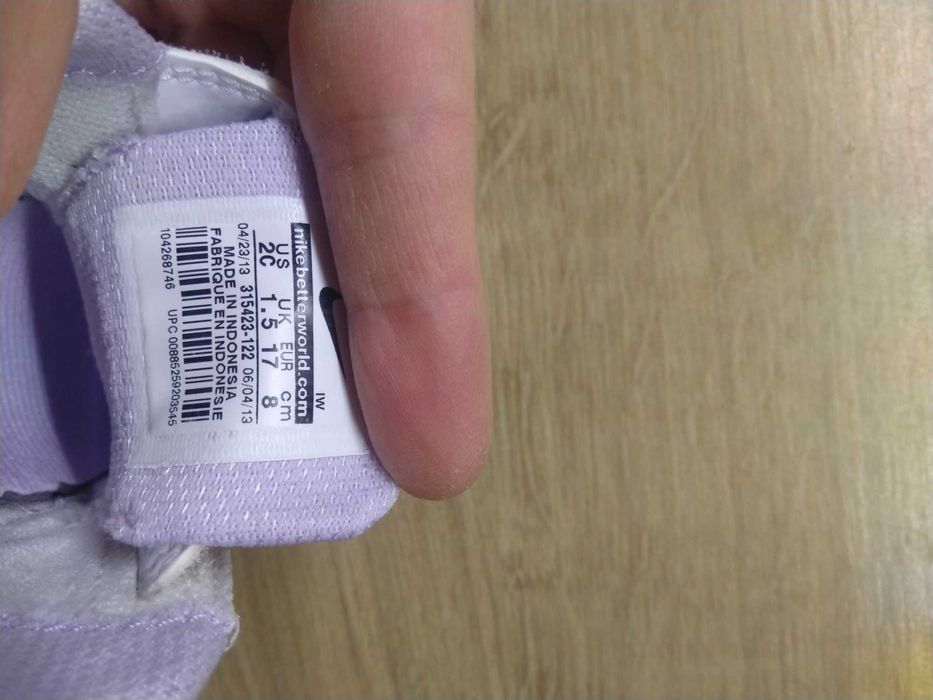 IW
nikebetterworld.com
US UK EUR cm
2C 1.5 17 8
04/23/13 315423-122 06/04/13
MADE IN INDONESIA
FABRIQUE EN INDONESIE
104268746 UPC 00885259203545